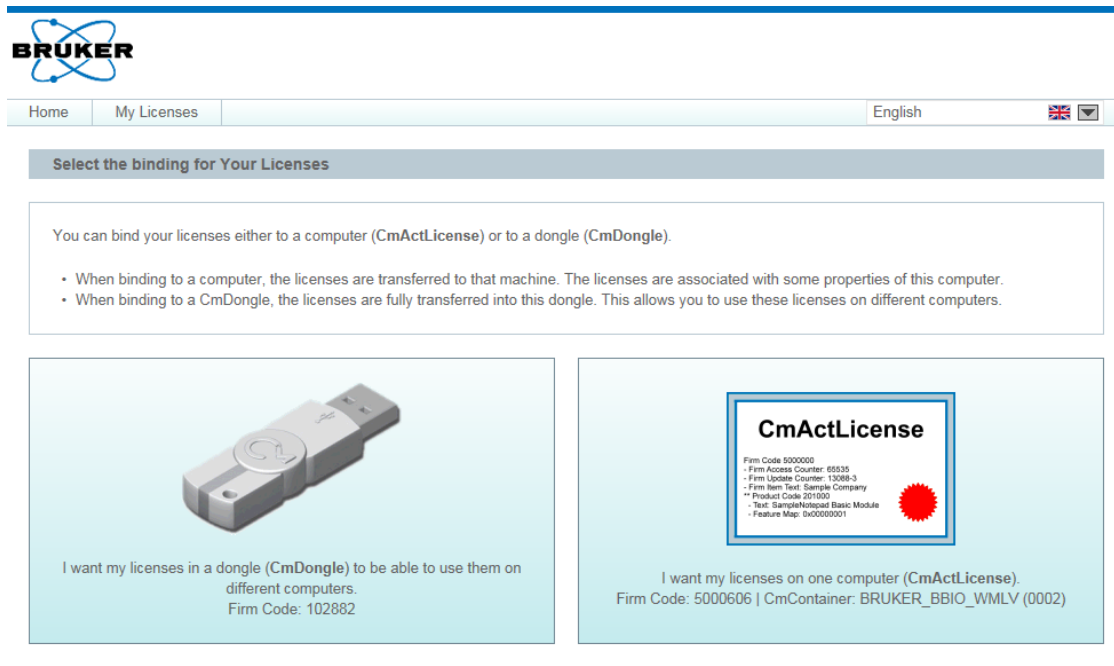 BRUKER
Home My Licenses English
Select the binding for Your Licenses
You can bind your licenses either to a computer (CmActLicense) or to a dongle (CmDongle).
• When binding to a computer, the licenses are transferred to that machine. The licenses are associated with some properties of this computer.
• When binding to a CmDongle, the licenses are fully transferred into this dongle. This allows you to use these licenses on different computers.
CM
I want my licenses in a dongle (CmDongle) to be able to use them on
different computers.
Firm Code: 102882
CmActLicense
Firm Code 5000000
- Firm Access Counter: 65535
- Firm Update Counter: 13088-3
- Firm Item Text: Sample Company
** Product Code 201000
- Text: SampleNotepad Basic Module
- Feature Map: 0x00000001
I want my licenses on one computer (CmActLicense).
Firm Code: 5000606 | CmContainer: BRUKER_BBIO_WMLV (0002)